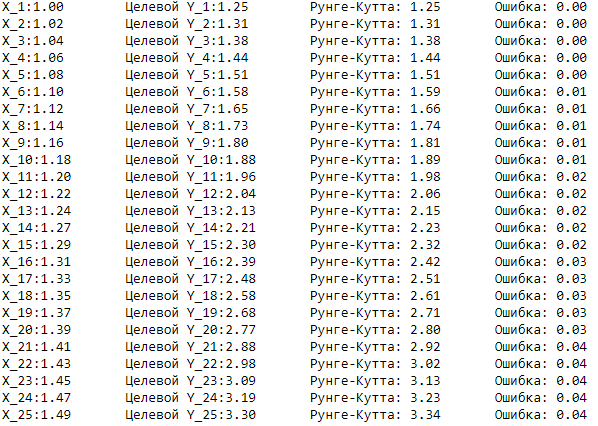 X_1:1.00 Целевой Y_1:1.25 Рунге-Кутта: 1.25 Ошибка: 0.00
X_2:1.02 Целевой Y_2:1.31 Рунге-Кутта: 1.31 Ошибка: 0.00
X_3:1.04 Целевой Y_3:1.38 Рунге-Кутта: 1.38 Ошибка: 0.00
X_4:1.06 Целевой Y_4:1.44 Рунге-Кутта: 1.44 Ошибка: 0.00
X_5:1.08 Целевой Y_5:1.51 Рунге-Кутта: 1.51 Ошибка: 0.00
X_6:1.10 Целевой Y_6:1.58 Рунге-Кутта: 1.59 Ошибка: 0.01
X_7:1.12 Целевой Y_7:1.65 Рунге-Кутта: 1.66 Ошибка: 0.01
X_8:1.14 Целевой Y_8:1.73 Рунге-Кутта: 1.74 Ошибка: 0.01
X_9:1.16 Целевой Y_9:1.80 Рунге-Кутта: 1.81 Ошибка: 0.01
X_10:1.18 Целевой Y_10:1.88 Рунге-Кутта: 1.89 Ошибка: 0.01
X_11:1.20 Целевой Y_11:1.96 Рунге-Кутта: 1.98 Ошибка: 0.02
X_12:1.22 Целевой Y_12:2.04 Рунге-Кутта: 2.06 Ошибка: 0.02
X_13:1.24 Целевой Y_13:2.13 Рунге-Кутта: 2.15 Ошибка: 0.02
X_14:1.27 Целевой Y_14:2.21 Рунге-Кутта: 2.23 Ошибка: 0.02
X_15:1.29 Целевой Y_15:2.30 Рунге-Кутта: 2.32 Ошибка: 0.02
X_16:1.31 Целевой Y_16:2.39 Рунге-Кутта: 2.42 Ошибка: 0.03
X_17:1.33 Целевой Y_17:2.48 Рунге-Кутта: 2.51 Ошибка: 0.03
X_18:1.35 Целевой Y_18:2.58 Рунге-Кутта: 2.61 Ошибка: 0.03
X_19:1.37 Целевой Y_19:2.68 Рунге-Кутта: 2.71 Ошибка: 0.03
X_20:1.39 Целевой Y_20:2.77 Рунге-Кутта: 2.80 Ошибка: 0.03
X_21:1.41 Целевой Y_21:2.88 Рунге-Кутта: 2.92 Ошибка: 0.04
X_22:1.43 Целевой Y_22:2.98 Рунге-Кутта: 3.02 Ошибка: 0.04
X_23:1.45 Целевой Y_23:3.09 Рунге-Кутта: 3.13 Ошибка: 0.04
X_24:1.47 Целевой Y_24:3.19 Рунге-Кутта: 3.23 Ошибка: 0.04
X_25:1.49 Целевой Y_25:3.30 Рунге-Кутта: 3.34 Ошибка: 0.04